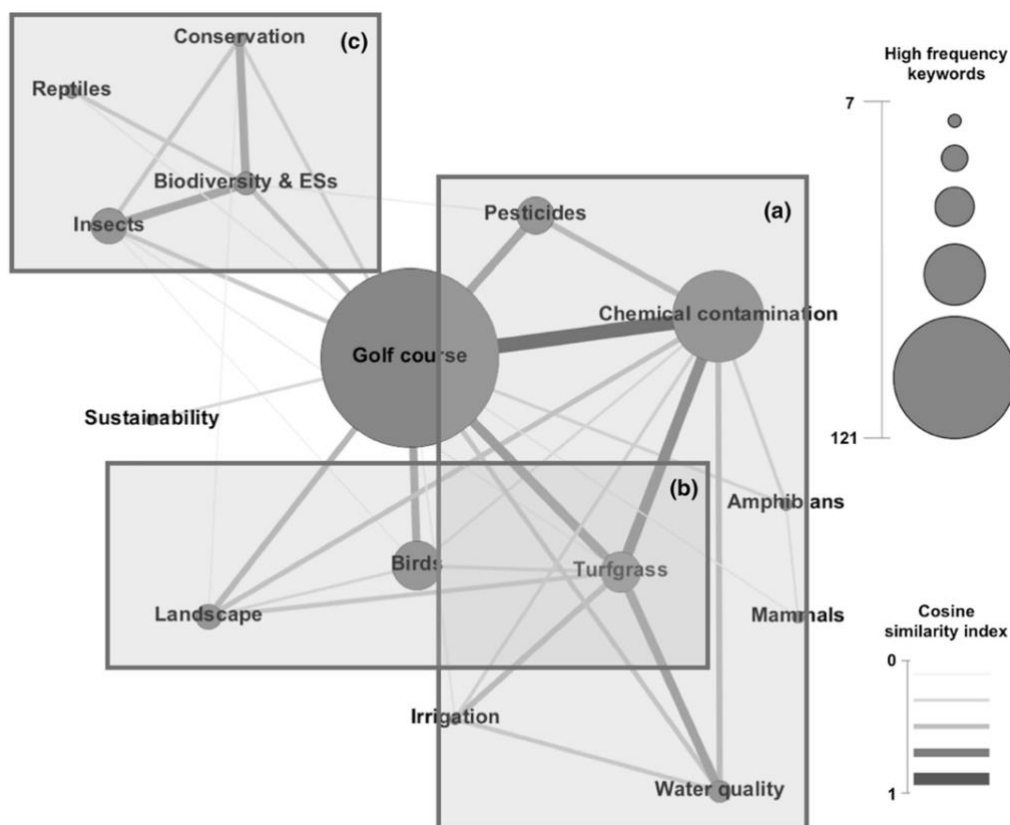 Conservation
(c)
Reptiles
Biodiversity & ESs
Insects
High frequency
keywords
7
121
Pesticides
(a)
Chemical contamination
Golf course
Sustainability
(b)
Amphibians
Birds
Turfgrass
Landscape
Mammals
Irrigation
Water quality
Cosine
similarity index
0
1